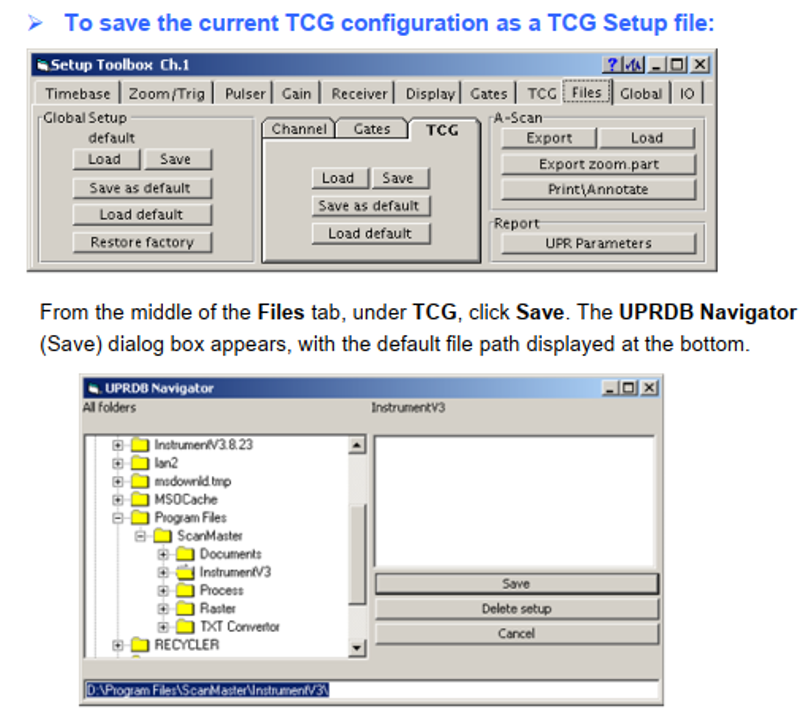 ➢ To save the current TCG configuration as a TCG Setup file:
Setup Toolbox Ch.1
Timebase Zoom/Trig Pulser Gain Receiver Display Gates TCG Files Global IO
Global Setup
default
Load Save
Save as default
Load default
Restore factory
Channel Gates TCG
Load Save
Save as default
Load default
A-Scan
Export Load
Export zoom.part
Print\Annotate
Report
UPR Parameters
From the middle of the Files tab, under TCG, click Save. The UPRDB Navigator
(Save) dialog box appears, with the default file path displayed at the bottom.
UPRDB Navigator
All folders
InstrumentV3.8.23
lan2
msdownld.tmp
MSOCache
Program Files
ScanMaster
Documents
InstrumentV3
Process
Raster
TXT Convertor
RECYCLER
InstrumentV3
Save
Delete setup
Cancel
D:\Program Files\ScanMaster\InstrumentV3\